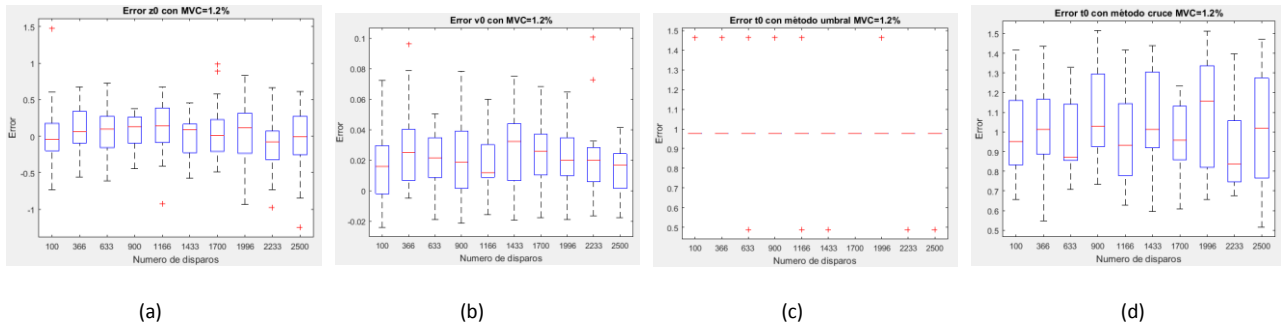 Error z0 con MVC=1.2%
1.5
1
0.5
0
-0.5
-1
Error
100 366 633 900 1166 1433 1700 1996 2233 2500
Numero de disparos
(a)
Error v0 con MVC=1.2%
0.1
0.08
0.06
0.04
0.02
0
-0.02
Error
100 366 633 900 1166 1433 1700 1966 2233 2500
Numero de disparos
(b)
Error t0 con mètodo umbral MVC=1.2%
1.5
1.4
1.3
1.2
1.1
1
0.9
0.8
0.7
0.6
0.5
Error
100 366 633 900 1166 1433 1700 1996 2233 2500
Numero de disparos
(c)
Error t0 con mètodo cruce MVC=1.2%
1.5
1.4
1.3
1.2
1.1
1
0.9
0.8
0.7
0.6
0.5
Error
100 366 633 900 1166 1433 1700 1996 2233 2500
Numero de disparos
(d)